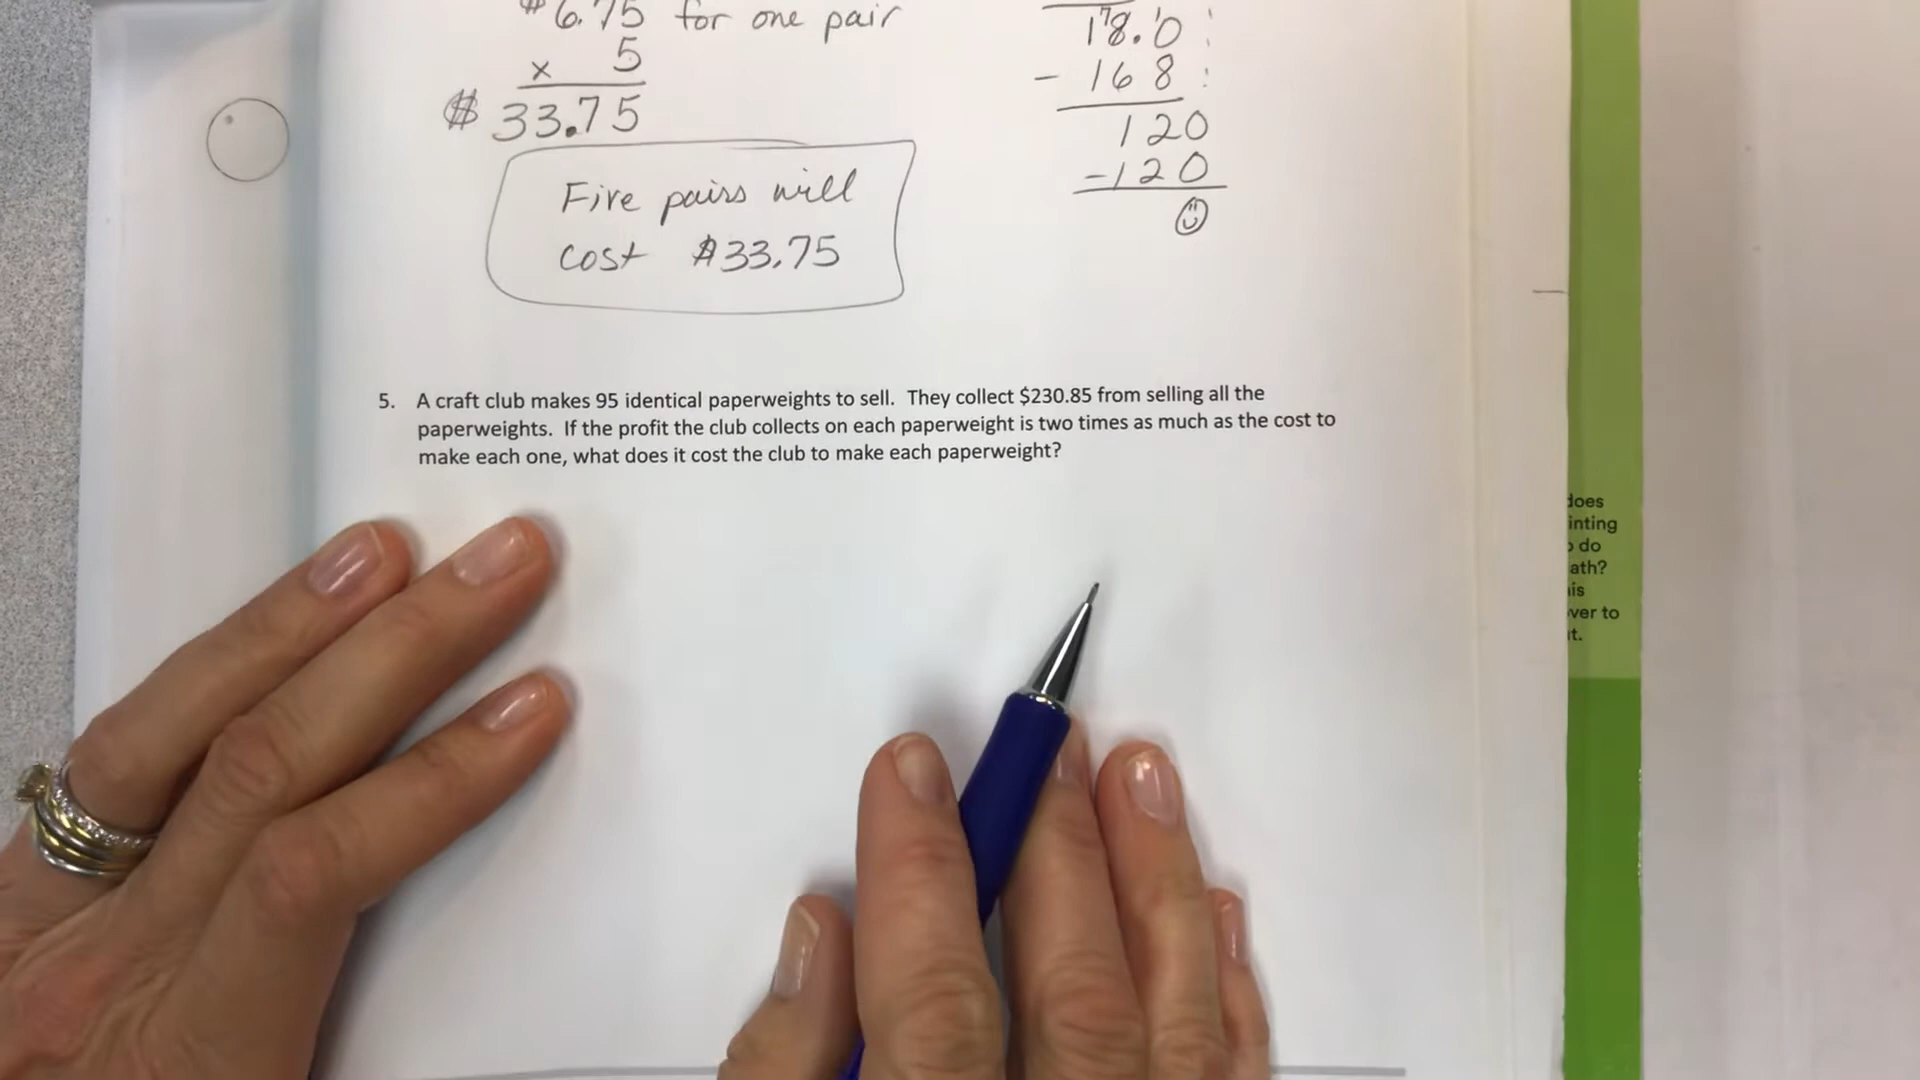 $6.75 for one pair
x 5
$ 33.75
Five pairs will
cost $33.75
7 1
18.0
- 168
120
-120
5. A craft club makes 95 identical paperweights to sell. They collect $230.85 from selling all the
paperweights. If the profit the club collects on each paperweight is two times as much as the cost to
make each one, what does it cost the club to make each paperweight?
does
inting
do
ath?
is
ver to
t.